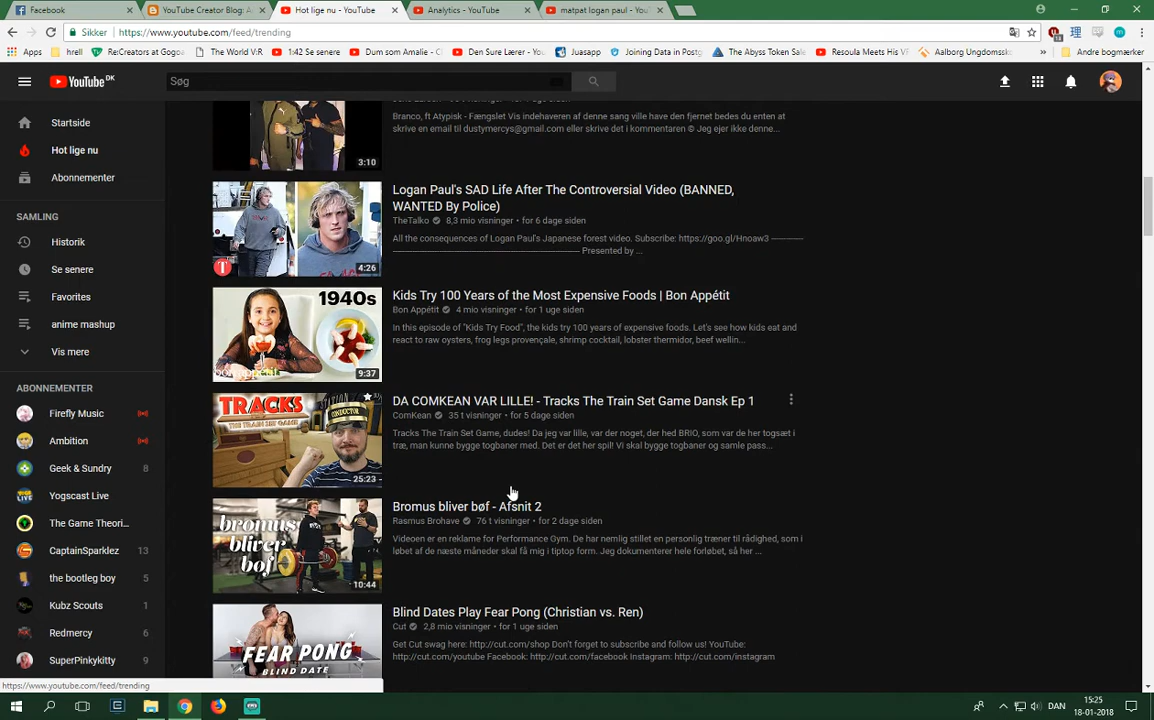 Facebook
YouTube Creator Blog: A
Hot lige nu - YouTube
Analytics - YouTube
matpat logan paul - You
Sikker
https://www.youtube.com/feed/trending
Apps
hrell
Re:Creators at Gogoa
The World V:R
1:42 Se senere
Dum som Amalie - C
Den Sure Lærer - You
Juasapp
Joining Data in Postg
The Abyss Token Sale
Resoula Meets His VR
Aalborg Ungdomssko
Andre bogmærker
YouTube DK
Søg
Startside
Hot lige nu
Abonnementer
SAMLING
Historik
Se senere
Favorites
anime mashup
Vis mere
ABONNEMENTER
Firefly Music
Ambition
Geek & Sundry 8
Yogscast Live
The Game Theori...
CaptainSparklez 13
the bootleg boy 5
Kubz Scouts 1
Redmercy 6
SuperPinkykitty 9
Branco, ft Atypisk - Fængslet Vis indehaveren af denne sang ville have den fjernet bedes du enten at
skrive en email til dustymercys@gmail.com eller skrive det i kommentaren © Jeg ejer ikke denne...
3:10
Logan Paul's SAD Life After The Controversial Video (BANNED,
WANTED By Police)
TheTalko 8,3 mio visninger • for 6 dage siden
All the consequences of Logan Paul's Japanese forest video. Subscribe: https://goo.gl/Hnoaw3 ————
Presented by ...
4:26
Kids Try 100 Years of the Most Expensive Foods | Bon Appétit
Bon Appétit 4 mio visninger • for 1 uge siden
In this episode of "Kids Try Food", the kids try 100 years of expensive foods. Let's see how kids eat and
react to raw oysters, frog legs provençale, shrimp cocktail, lobster thermidor, beef wellin...
1940s
9:37
DA COMKEAN VAR LILLE! - Tracks The Train Set Game Dansk Ep 1
ComKean 35 t visninger • for 5 dage siden
Tracks The Train Set Game, dudes! Da jeg var lille, var der noget, der hed BRIO, som var de her togsæt i
træ, man kunne bygge togbaner med. Det er det her spil! Vi skal bygge togbaner og samle pass...
TRACKS
THE TRAIN SET GAME
CONDUCTOR
25:23
Bromus bliver bøf - Afsnit 2
Rasmus Brohave 76 t visninger • for 2 dage siden
Videoen er en reklame for Performance Gym. De har nemlig stillet en personlig træner til rådighed, som i
løbet af de næste måneder skal få mig i tiptop form. Jeg dokumenterer hele forløbet, så her ...
bromus
bliver
bøf
10:44
Blind Dates Play Fear Pong (Christian vs. Ren)
Cut 2,8 mio visninger • for 1 uge siden
Get Cut swag here: http://cut.com/shop Don't forget to subscribe and follow us! YouTube:
http://cut.com/youtube Facebook: http://cut.com/facebook Instagram: http://cut.com/instagram
FEAR PONG
BLIND DATE
https://www.youtube.com/feed/trending
DAN
15:25
18-01-2018